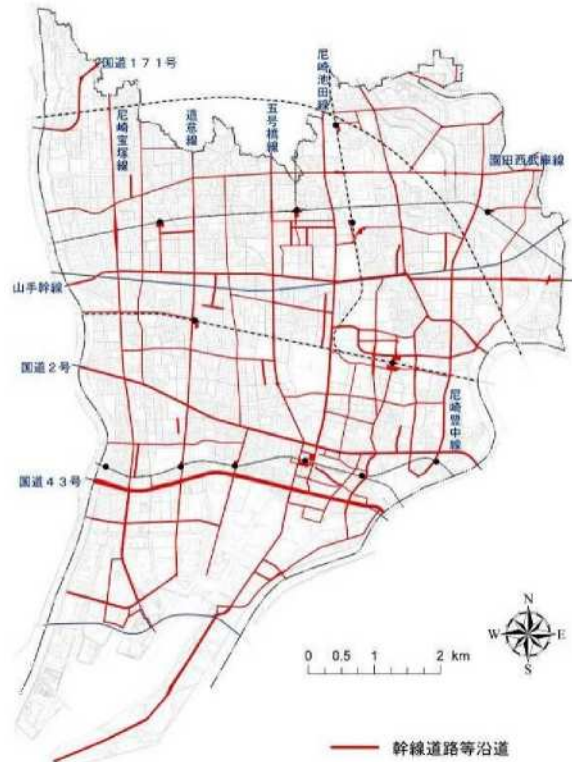 国道171号
尼崎宝塚線
道意線
五号橋線
尼崎池田線
園田西武庫線
山手幹線
国道2号
尼崎豊中線
国道43号
N
W
E
S
0 0.5 1 2 km
幹線道路等沿道